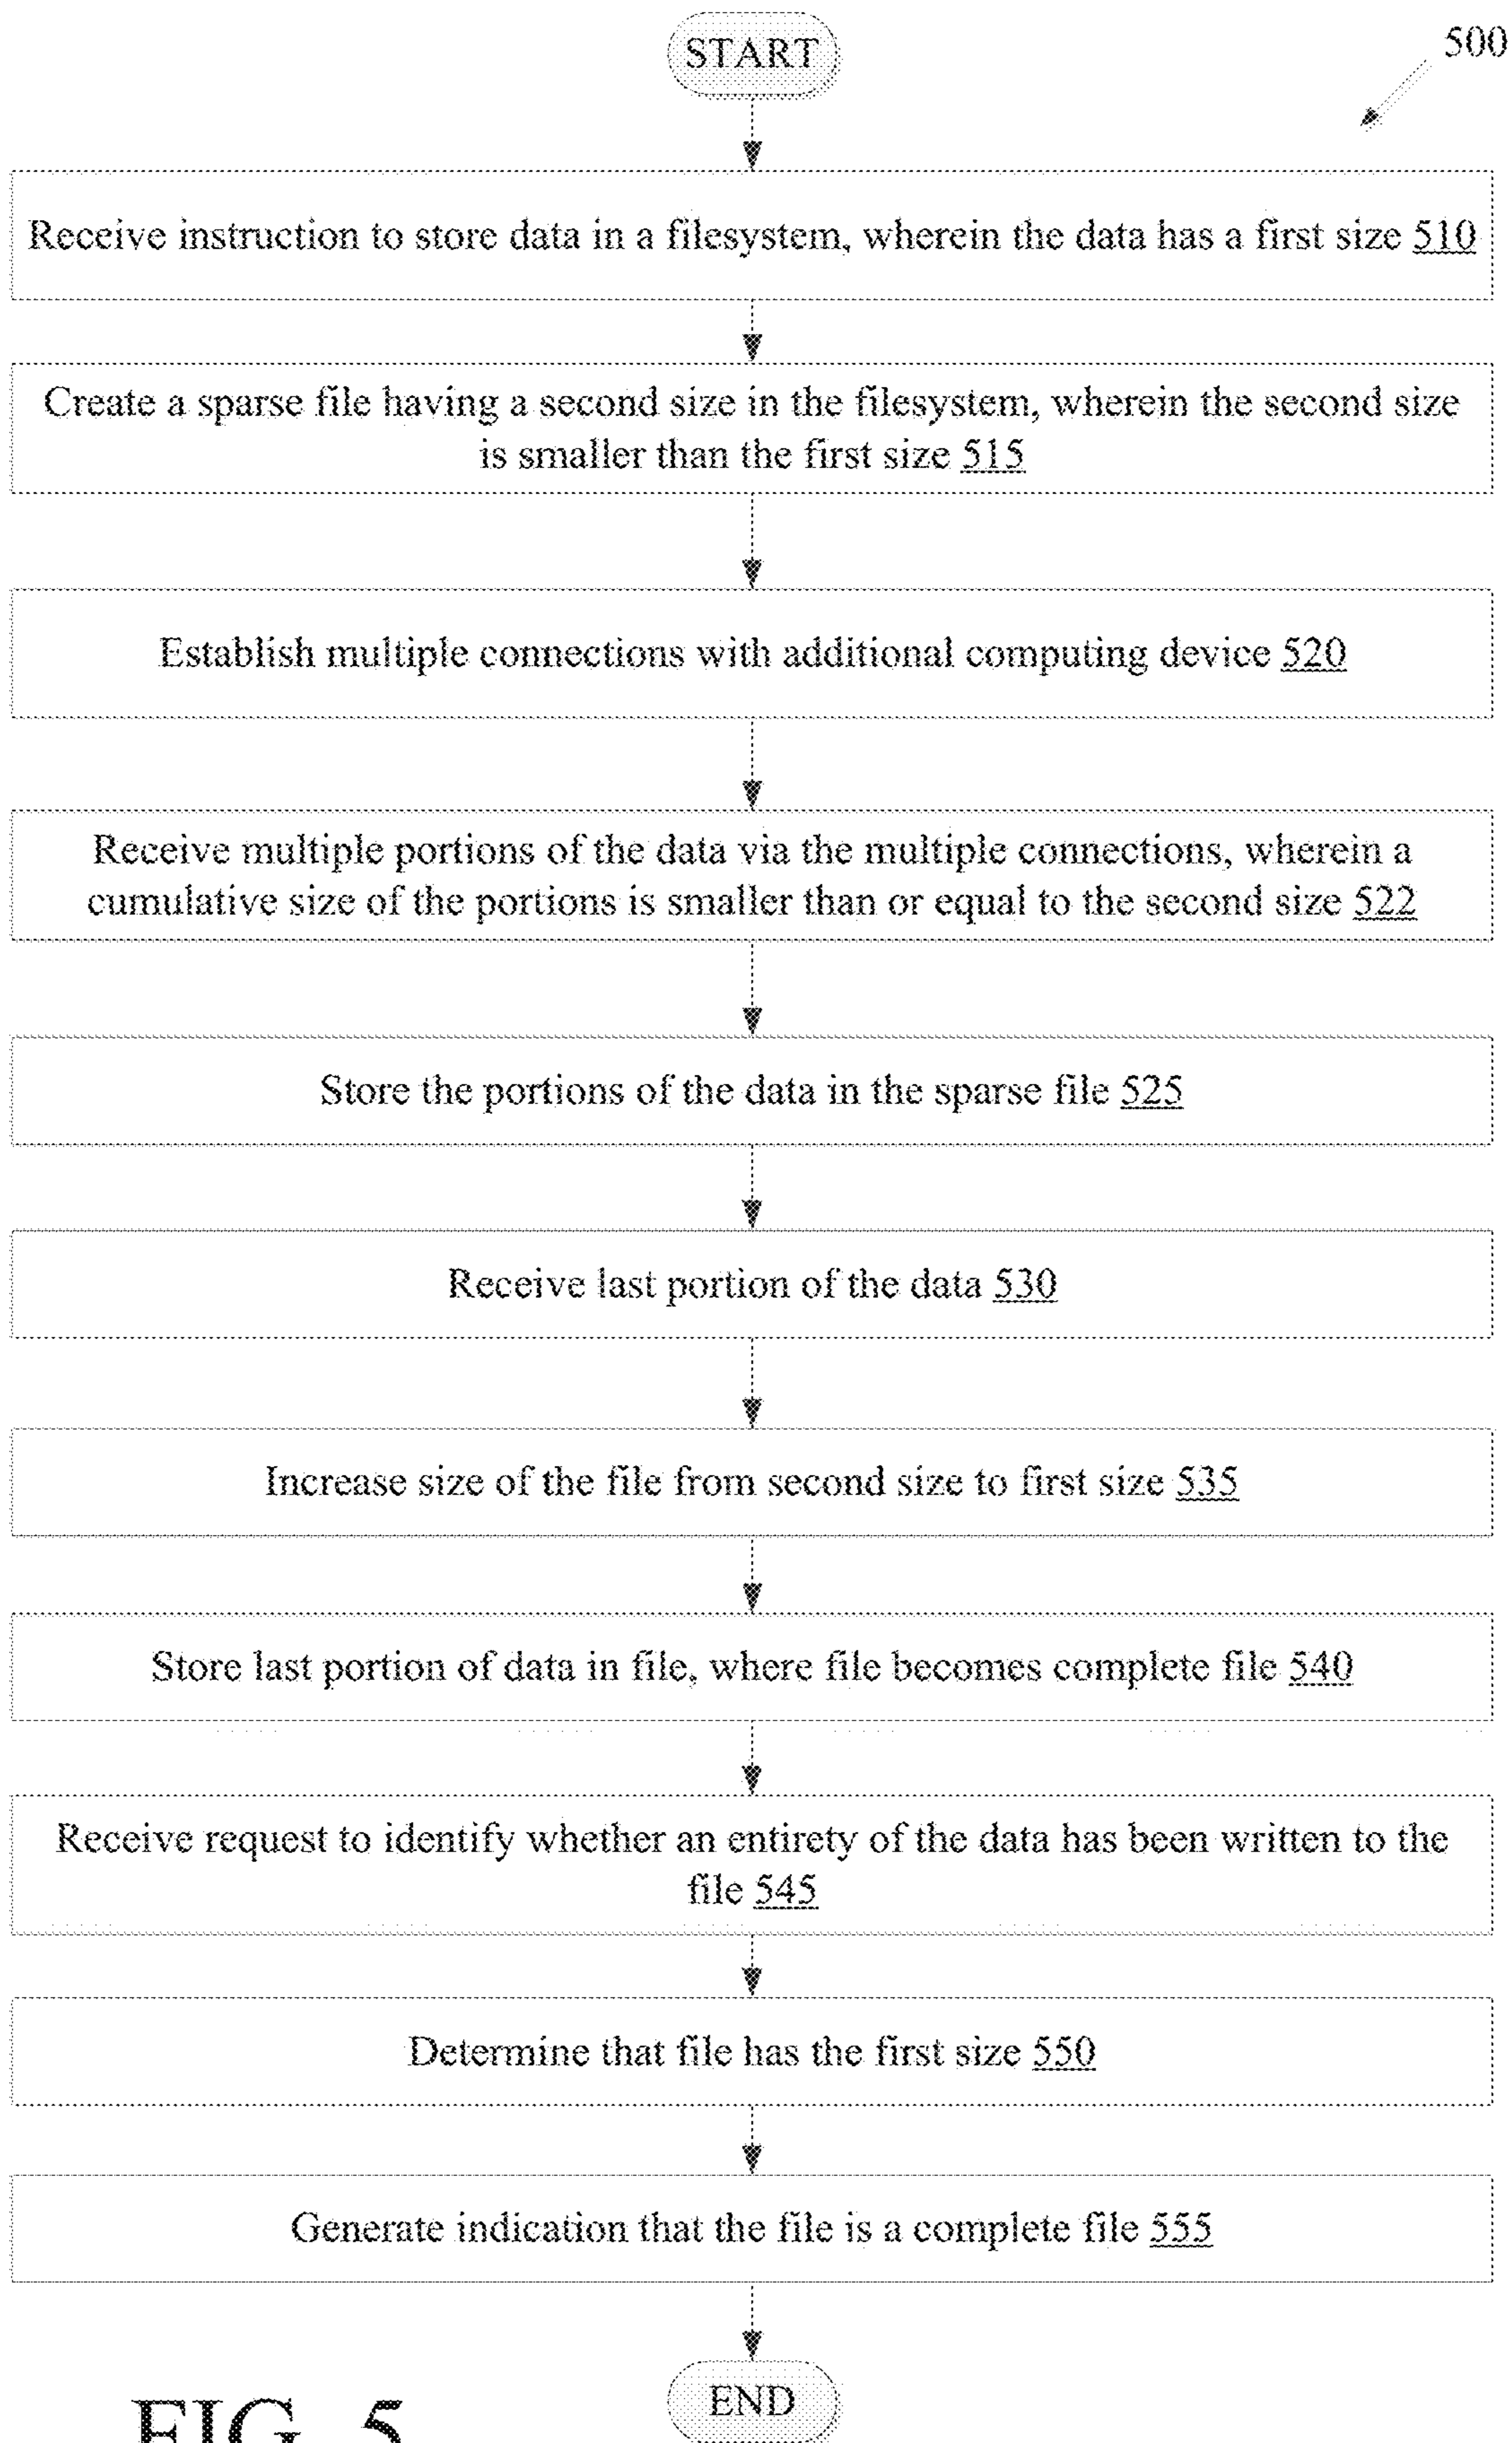 START
500
Receive instruction to store data in a filesystem, wherein the data has a first size 510
Create a sparse file having a second size in the filesystem, wherein the second size
is smaller than the first size 515
Establish multiple connections with additional computing device 520
Receive multiple portions of the data via the multiple connections, wherein a
cumulative size of the portions is smaller than or equal to the second size 522
Store the portions of the data in the sparse file 525
Receive last portion of the data 530
Increase size of the file from second size to first size 535
Store last portion of data in file, where file becomes complete file 540
Receive request to identify whether an entirety of the data has been written to the
file 545
Determine that file has the first size 550
Generate indication that the file is a complete file 555
END
FIG. 5